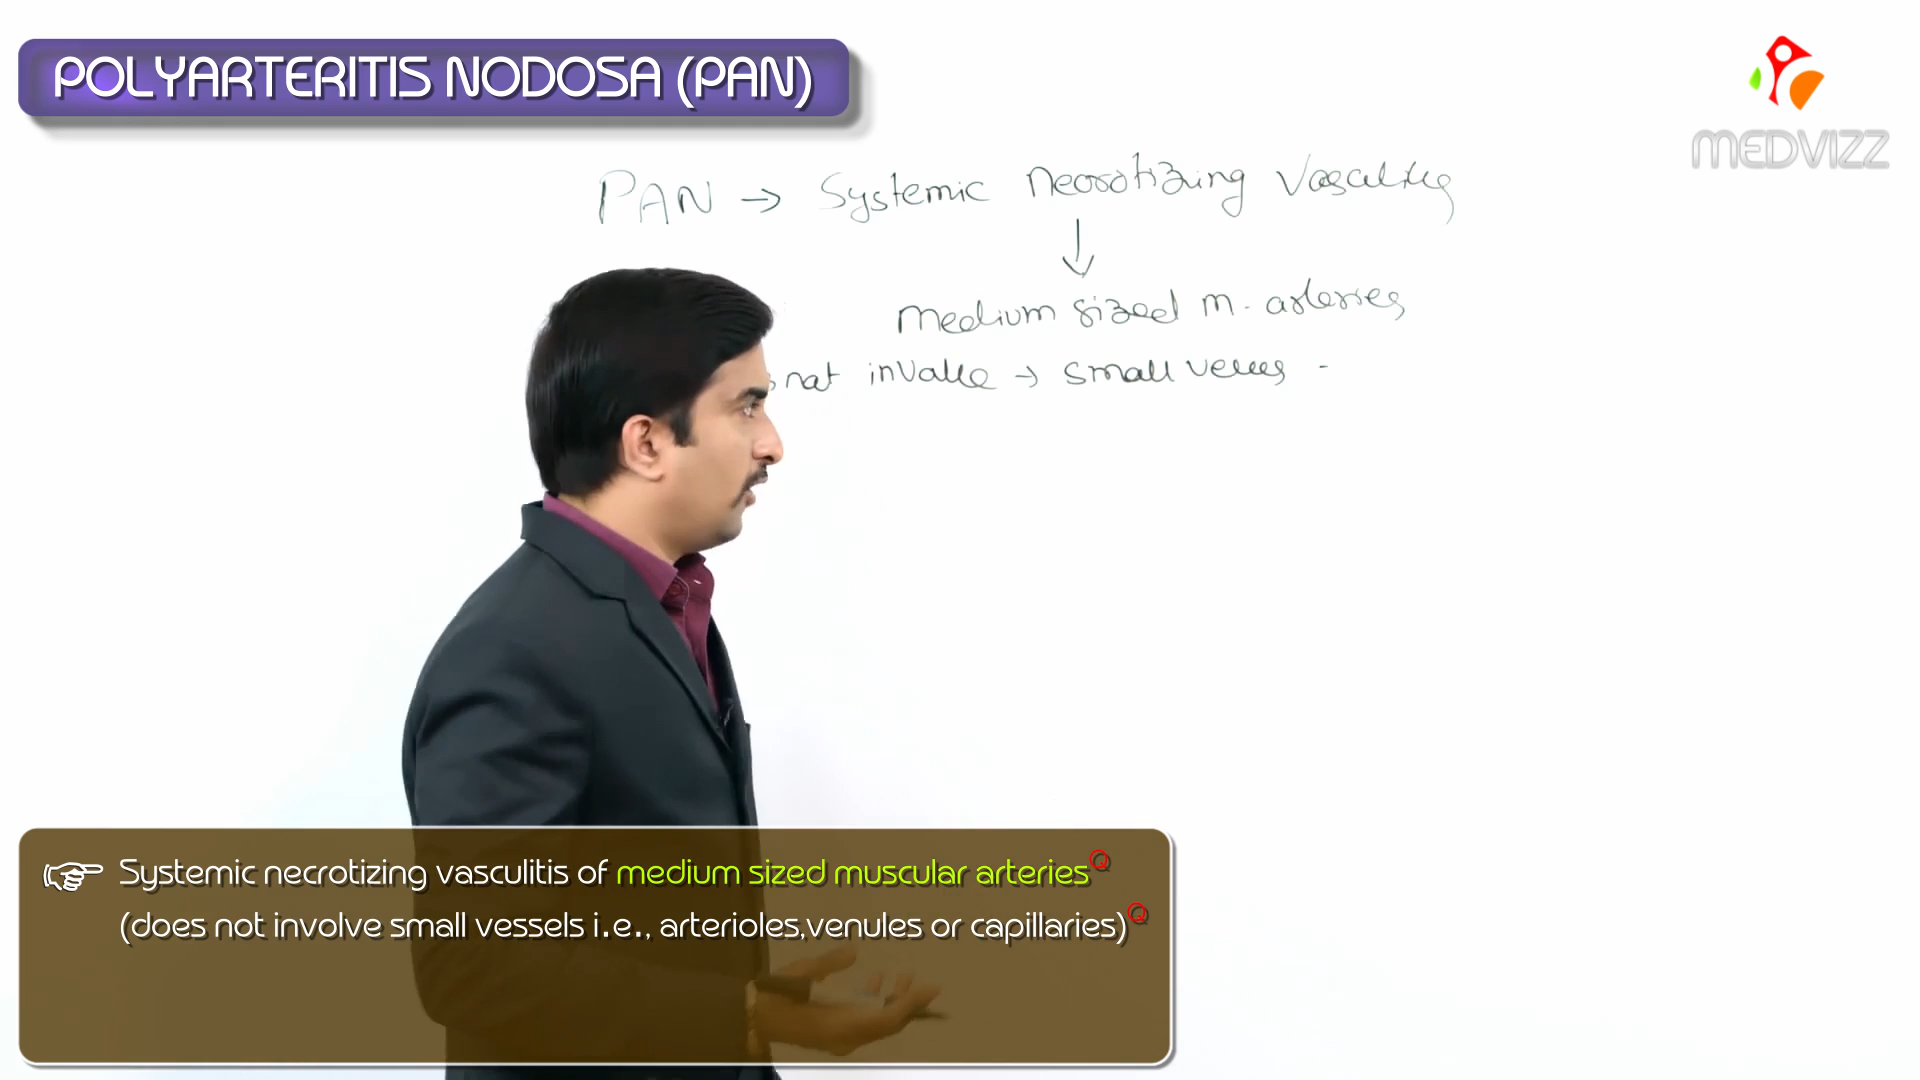 POLYARTERITIS NODOSA (PAN)
MEDVIZZ
PAN → Systemic Necrotizing Vasculitis
↓
Medium sized m. arteries
not involve → small vessels -
Systemic necrotizing vasculitis of medium sized muscular arteriesQ
(does not involve small vessels i.e., arterioles,venules or capillaries)Q